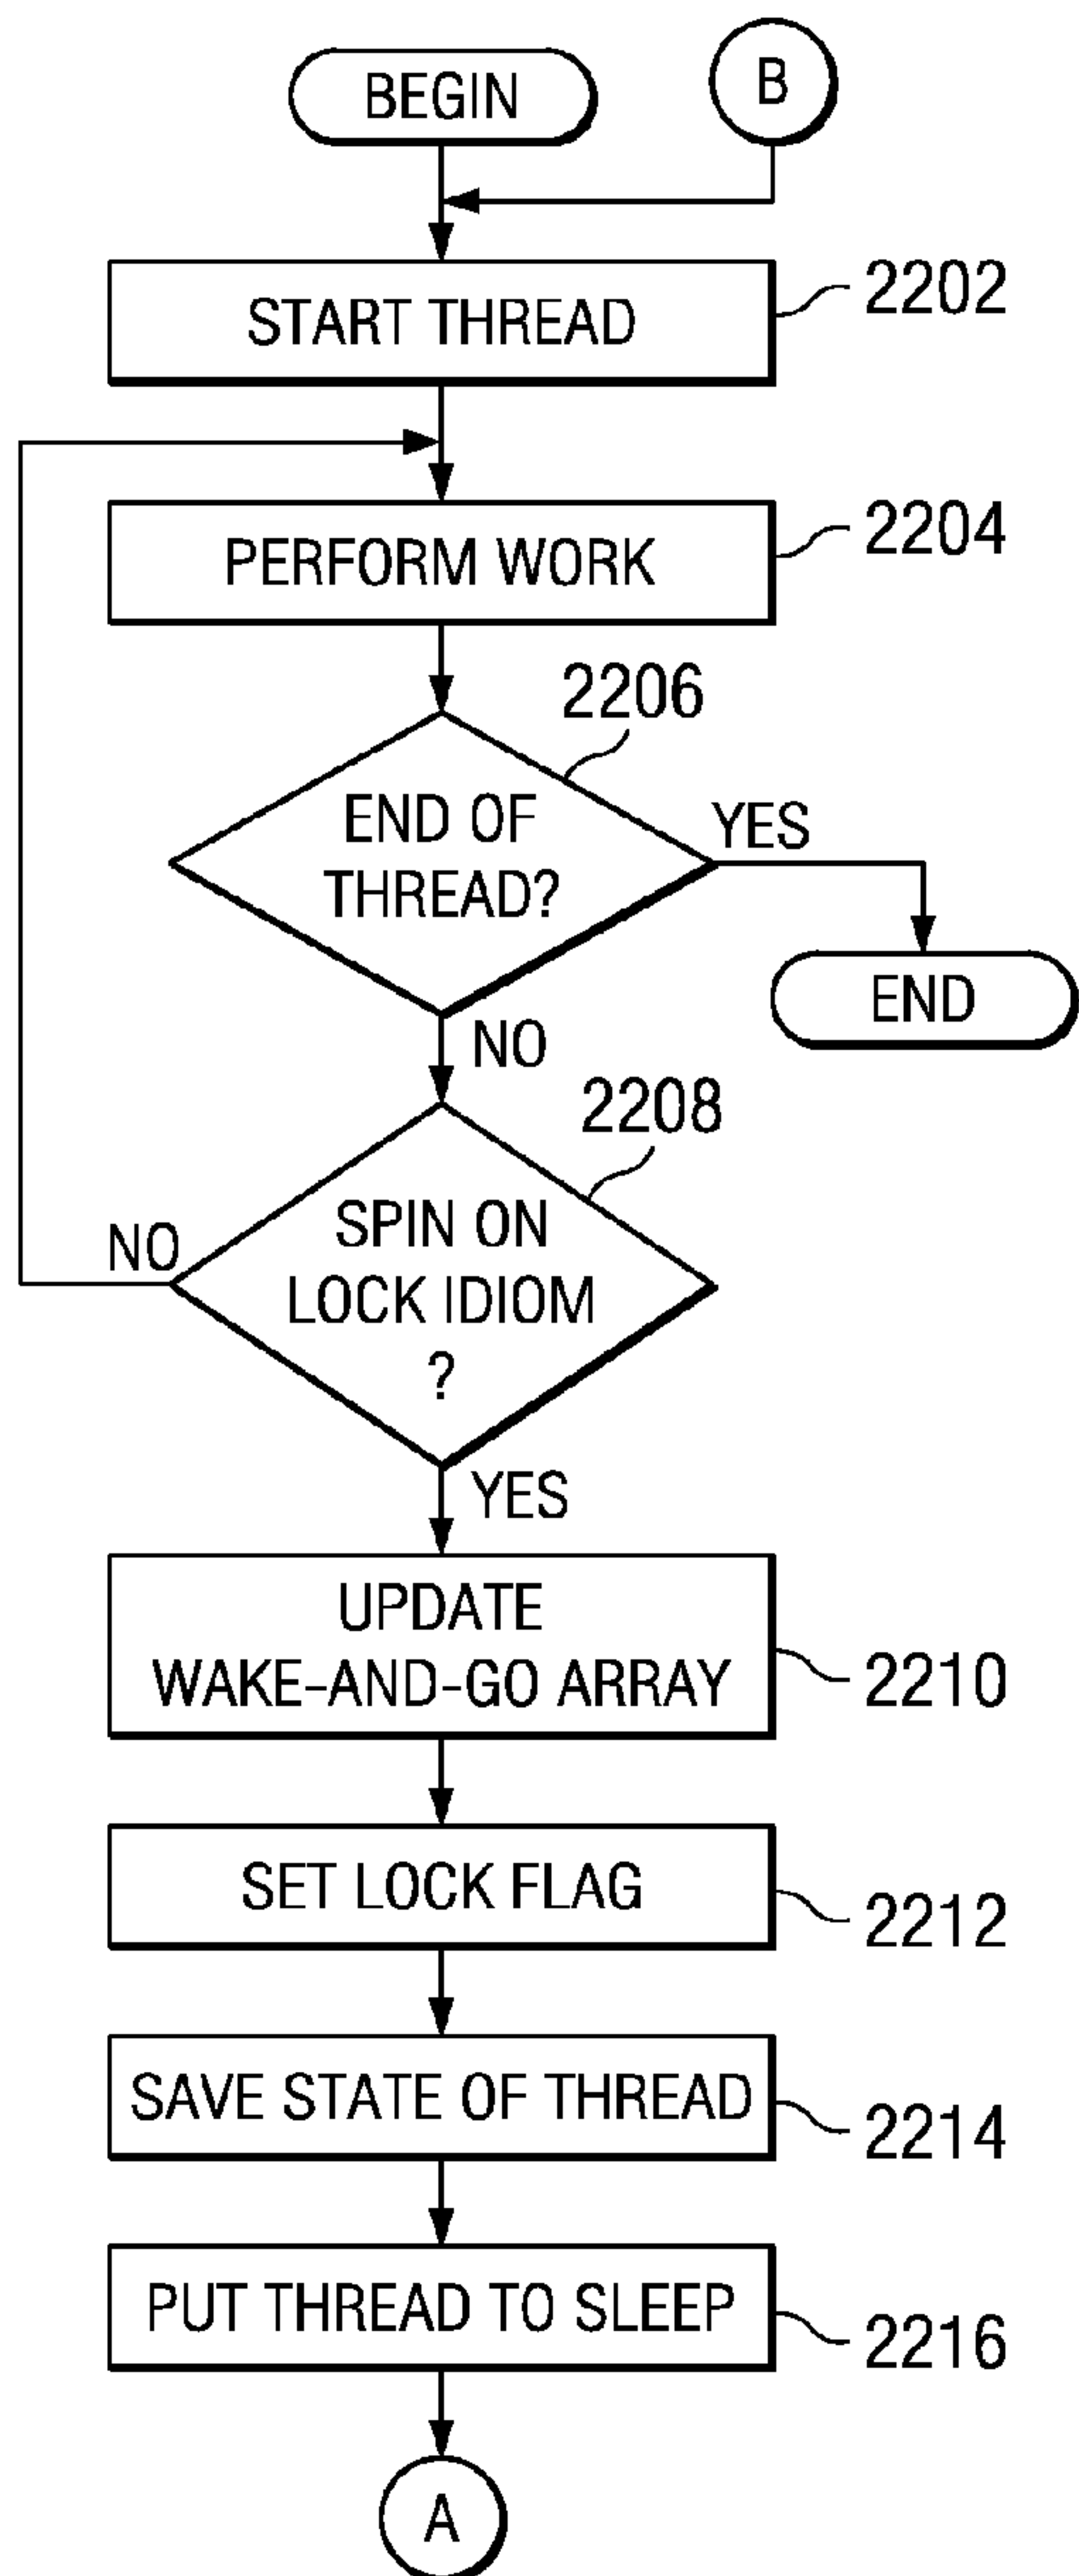 BEGIN
B
START THREAD
2202
PERFORM WORK
2204
2206
END OF
THREAD?
YES
END
NO
2208
SPIN ON
LOCK IDIOM
?
NO
YES
UPDATE
WAKE-AND-GO ARRAY
2210
SET LOCK FLAG
2212
SAVE STATE OF THREAD
2214
PUT THREAD TO SLEEP
2216
A